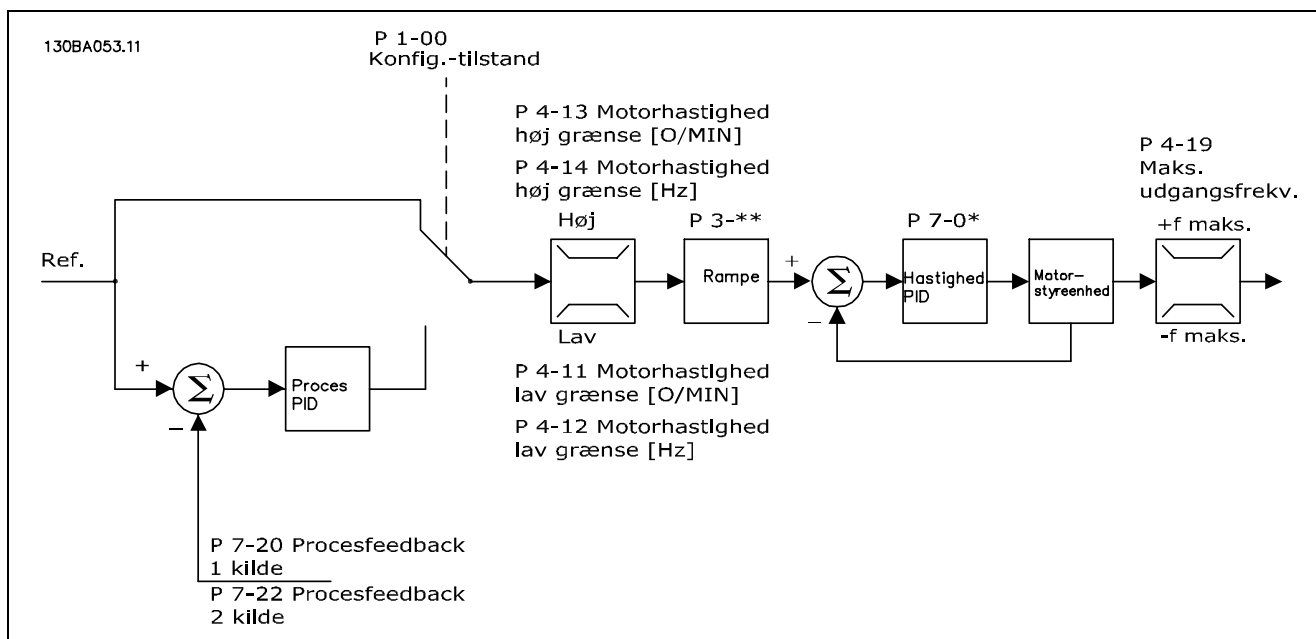 130BA053.11
P 1-00
Konfig.-tilstand
P 4-13 Motorhastighed
høj grænse [O/MIN]
P 4-14 Motorhastighed
høj grænse [Hz]
P 4-19
Maks.
udgangsfrekv.
Høj
P 3-**
P 7-0*
+f maks.
Ref.
Rampe
+
Σ
−
Hastighed
PID
Motor-
styreenhed
Lav
-f maks.
+
Σ
−
Proces
PID
P 4-11 Motorhastighed
lav grænse [O/MIN]
P 4-12 Motorhastighed
lav grænse [Hz]
P 7-20 Procesfeedback
1 kilde
P 7-22 Procesfeedback
2 kilde